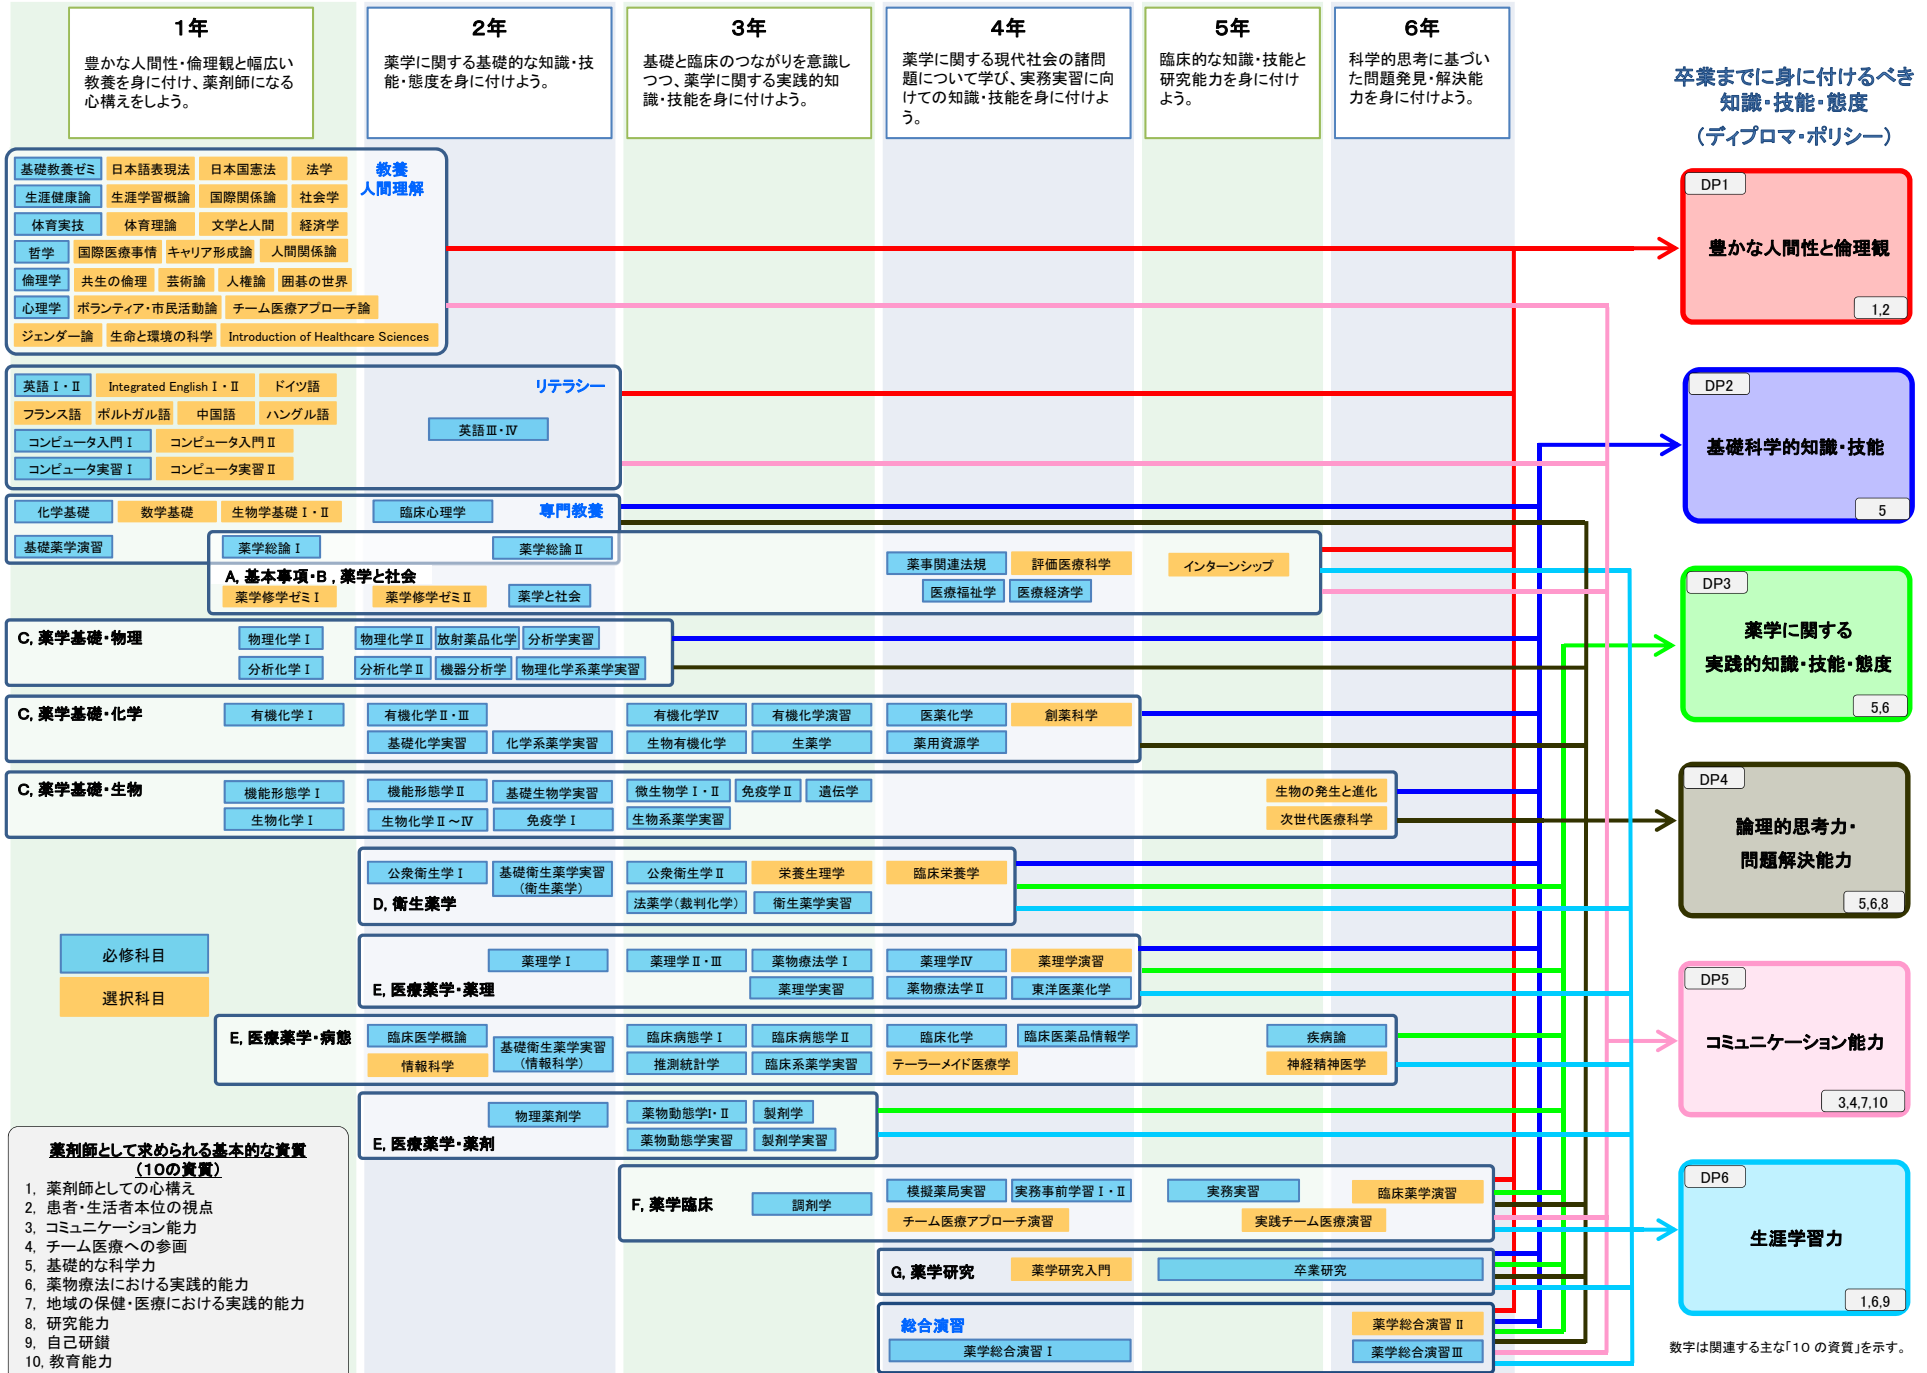 1年
豊かな人間性・倫理観と幅広い
教養を身に付け、薬剤師になる
心構えをしよう。
2年
薬学に関する基礎的な知識・技
能・態度を身に付けよう。
3年
基礎と臨床のつながりを意識し
つつ、薬学に関する実践的知
識・技能を身に付けよう。
4年
薬学に関する現代社会の諸問
題について学び、実務実習に向
けての知識・技能を身に付けよ
う。
5年
臨床的な知識・技能と
研究能力を身に付け
よう。
6年
科学的思考に基づい
た問題発見・解決能
力を身に付けよう。
卒業までに身に付けるべき
知識・技能・態度
（ディプロマ・ポリシー）
教養
人間理解
基礎教養ゼミ 日本語表現法 日本国憲法 法学
生涯健康論 生涯学習概論 国際関係論 社会学
体育実技 体育理論 文学と人間 経済学
哲学 国際医療事情 キャリア形成論 人間関係論
倫理学 共生の倫理 芸術論 人権論 囲碁の世界
心理学 ボランティア・市民活動論 チーム医療アプローチ論
ジェンダー論 生命と環境の科学 Introduction of Healthcare Sciences
リテラシー
英語Ⅰ・Ⅱ Integrated EnglishⅠ・Ⅱ ドイツ語
フランス語 ポルトガル語 中国語 ハングル語
英語Ⅲ・Ⅳ
コンピュータ入門Ⅰ コンピュータ入門Ⅱ
コンピュータ実習Ⅰ コンピュータ実習Ⅱ
専門教養
化学基礎 数学基礎 生物学基礎Ⅰ・Ⅱ 臨床心理学
基礎薬学演習
薬学総論Ⅰ 薬学総論Ⅱ
A, 基本事項・B , 薬学と社会
薬学修学ゼミⅠ 薬学修学ゼミⅡ 薬学と社会
薬事関連法規 評価医療科学 インターンシップ
医療福祉学 医療経済学
C, 薬学基礎・物理
物理化学Ⅰ 物理化学Ⅱ 放射薬品化学 分析学実習
分析化学Ⅰ 分析化学Ⅱ 機器分析学 物理化学系薬学実習
C, 薬学基礎・化学
有機化学Ⅰ 有機化学Ⅱ・Ⅲ 有機化学Ⅳ 有機化学演習 医薬化学 創薬科学
基礎化学実習 化学系薬学実習 生物有機化学 生薬学 薬用資源学
C, 薬学基礎・生物
機能形態学Ⅰ 機能形態学Ⅱ 基礎生物学実習 微生物学Ⅰ・Ⅱ 免疫学Ⅱ 遺伝学 生物の発生と進化
生物化学Ⅰ 生物化学Ⅱ～Ⅳ 免疫学Ⅰ 生物系薬学実習 次世代医療科学
D, 衛生薬学
公衆衛生学Ⅰ 基礎衛生薬学実習
(衛生薬学)
公衆衛生学Ⅱ 栄養生理学 臨床栄養学
法薬学(裁判化学) 衛生薬学実習
必修科目
選択科目
E, 医療薬学・薬理
薬理学Ⅰ 薬理学Ⅱ・Ⅲ 薬物療法学Ⅰ 薬理学Ⅳ 薬理学演習
薬理学実習 薬物療法学Ⅱ 東洋医薬化学
E, 医療薬学・病態
臨床医学概論 基礎衛生薬学実習
(情報科学)
臨床病態学Ⅰ 臨床病態学Ⅱ 臨床化学 臨床医薬品情報学 疾病論
情報科学 推測統計学 臨床系薬学実習 テーラーメイド医療学 神経精神医学
E, 医療薬学・薬剤
物理薬剤学 薬物動態学Ⅰ・Ⅱ 製剤学
薬物動態学実習 製剤学実習
F, 薬学臨床
調剤学 模擬薬局実習 実務事前学習Ⅰ・Ⅱ 実務実習 臨床薬学演習
チーム医療アプローチ演習 実践チーム医療演習
G, 薬学研究
薬学研究入門 卒業研究
総合演習
薬学総合演習Ⅱ
薬学総合演習Ⅰ 薬学総合演習Ⅲ
薬剤師として求められる基本的な資質
（10の資質）
1, 薬剤師としての心構え
2, 患者・生活者本位の視点
3, コミュニケーション能力
4, チーム医療への参画
5, 基礎的な科学力
6, 薬物療法における実践的能力
7, 地域の保健・医療における実践的能力
8, 研究能力
9, 自己研鑚
10, 教育能力
DP1
豊かな人間性と倫理観
1,2
DP2
基礎科学的知識・技能
5
DP3
薬学に関する
実践的知識・技能・態度
5,6
DP4
論理的思考力・
問題解決能力
5,6,8
DP5
コミュニケーション能力
3,4,7,10
DP6
生涯学習力
1,6,9
数字は関連する主な「10 の資質」を示す。